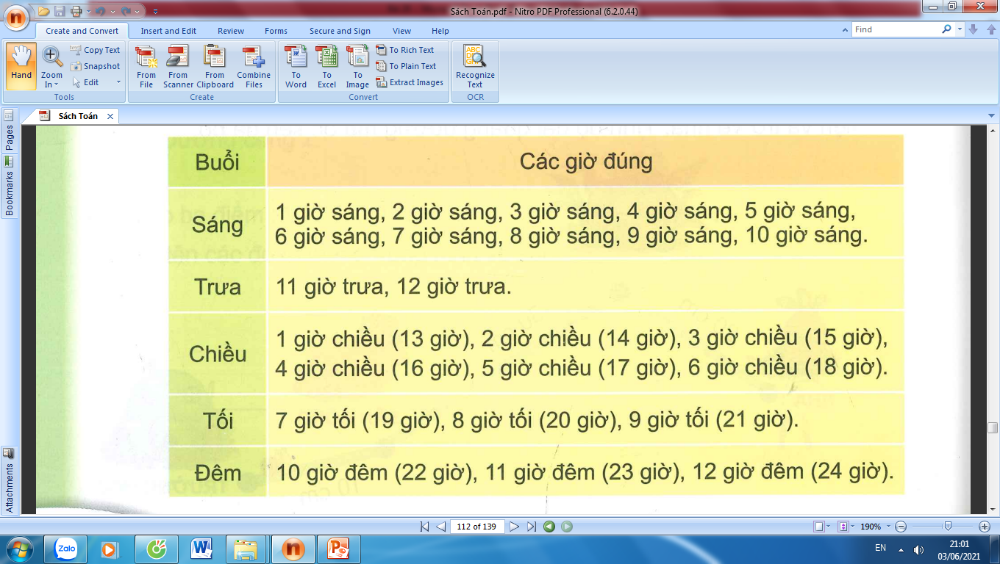 Sách Toán.pdf - Nitro PDF Professional (6.2.0.44)
Create and Convert Insert and Edit Review Forms Secure and Sign View Help Find
Hand
Zoom In
Copy Text
Snapshot
Edit
Tools
From File
From Scanner
From Clipboard
Combine Files
Create
To Word
To Excel
To Image
To Rich Text
To Plain Text
Extract Images
Convert
Recognize Text
OCR
Sách Toán
Pages
Bookmarks
Attachments
Buổi Các giờ đúng
Sáng
1 giờ sáng, 2 giờ sáng, 3 giờ sáng, 4 giờ sáng, 5 giờ sáng,
6 giờ sáng, 7 giờ sáng, 8 giờ sáng, 9 giờ sáng, 10 giờ sáng.
Trưa 11 giờ trưa, 12 giờ trưa.
Chiều
1 giờ chiều (13 giờ), 2 giờ chiều (14 giờ), 3 giờ chiều (15 giờ),
4 giờ chiều (16 giờ), 5 giờ chiều (17 giờ), 6 giờ chiều (18 giờ).
Tối 7 giờ tối (19 giờ), 8 giờ tối (20 giờ), 9 giờ tối (21 giờ).
Đêm 10 giờ đêm (22 giờ), 11 giờ đêm (23 giờ), 12 giờ đêm (24 giờ).
112 of 139 190%
Zalo
EN
21:01
03/06/2021